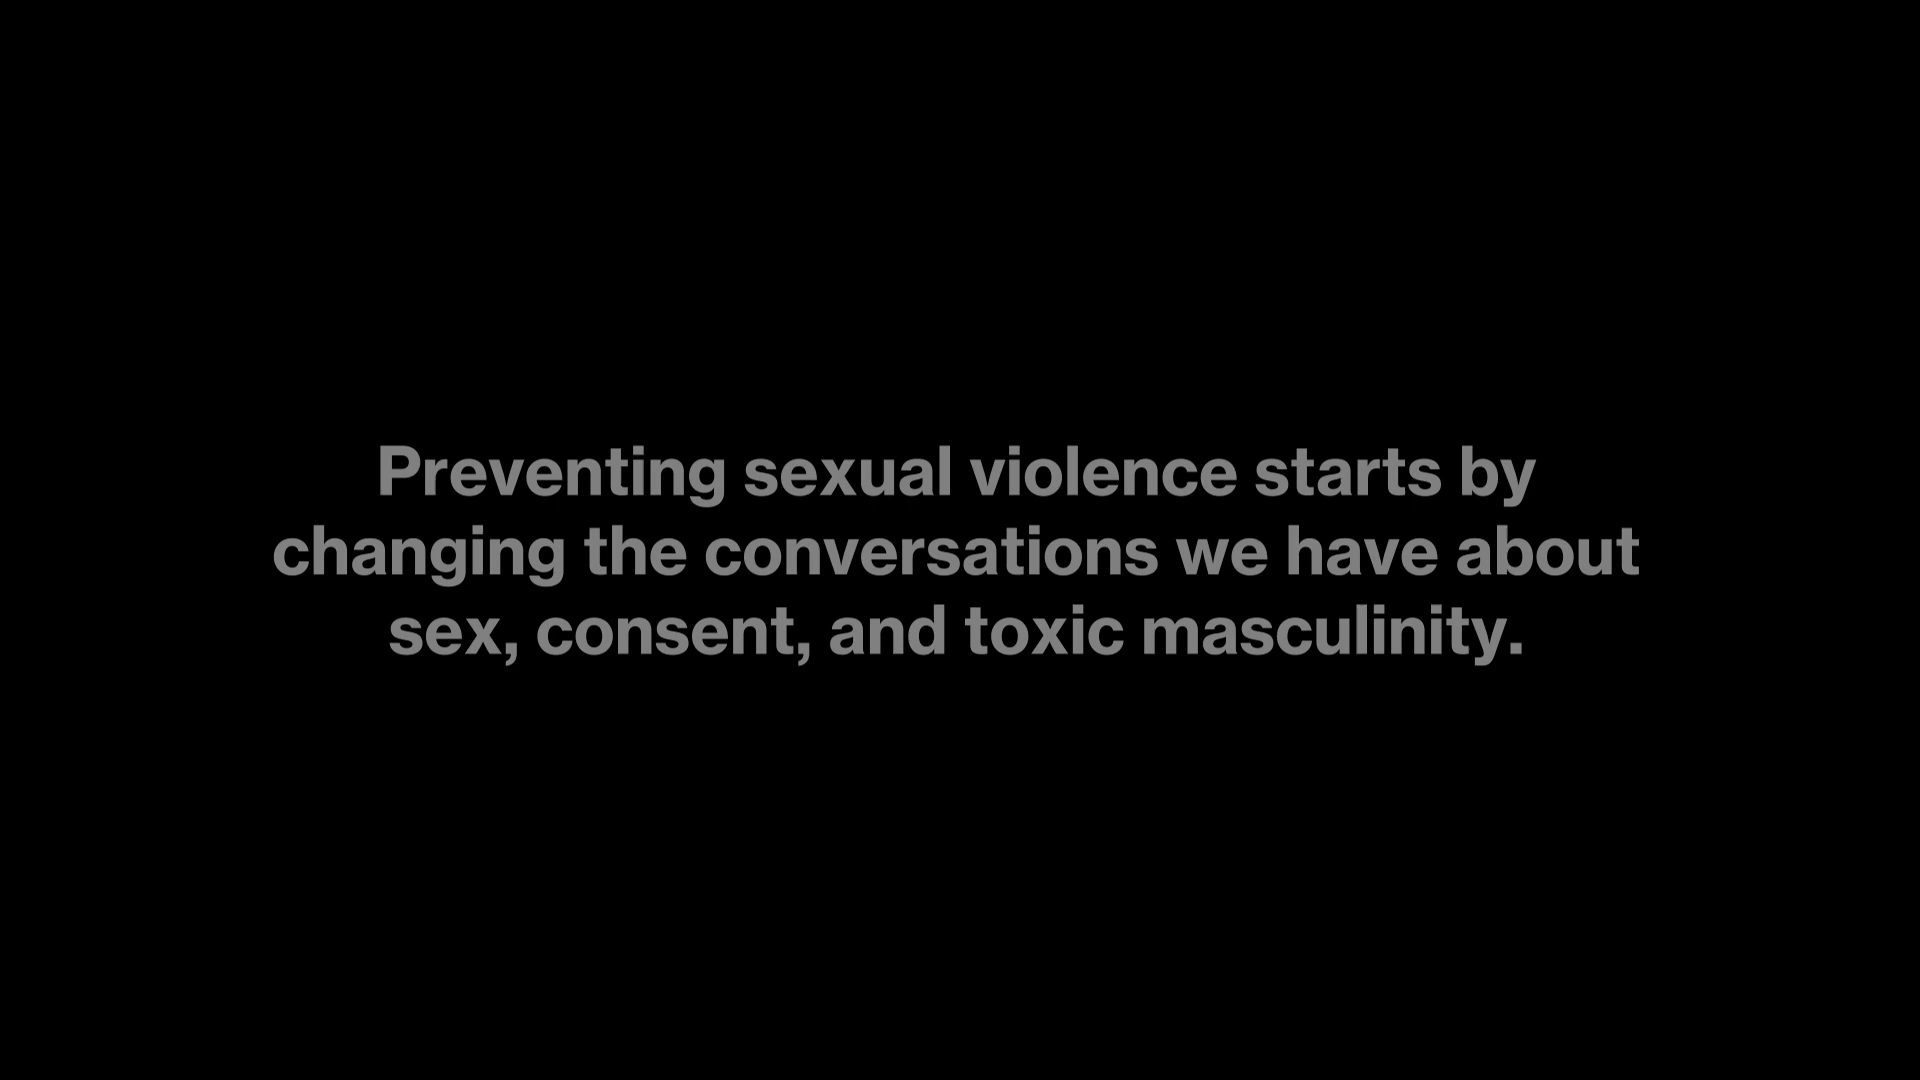 Preventing sexual violence starts by
changing the conversations we have about
sex, consent, and toxic masculinity.